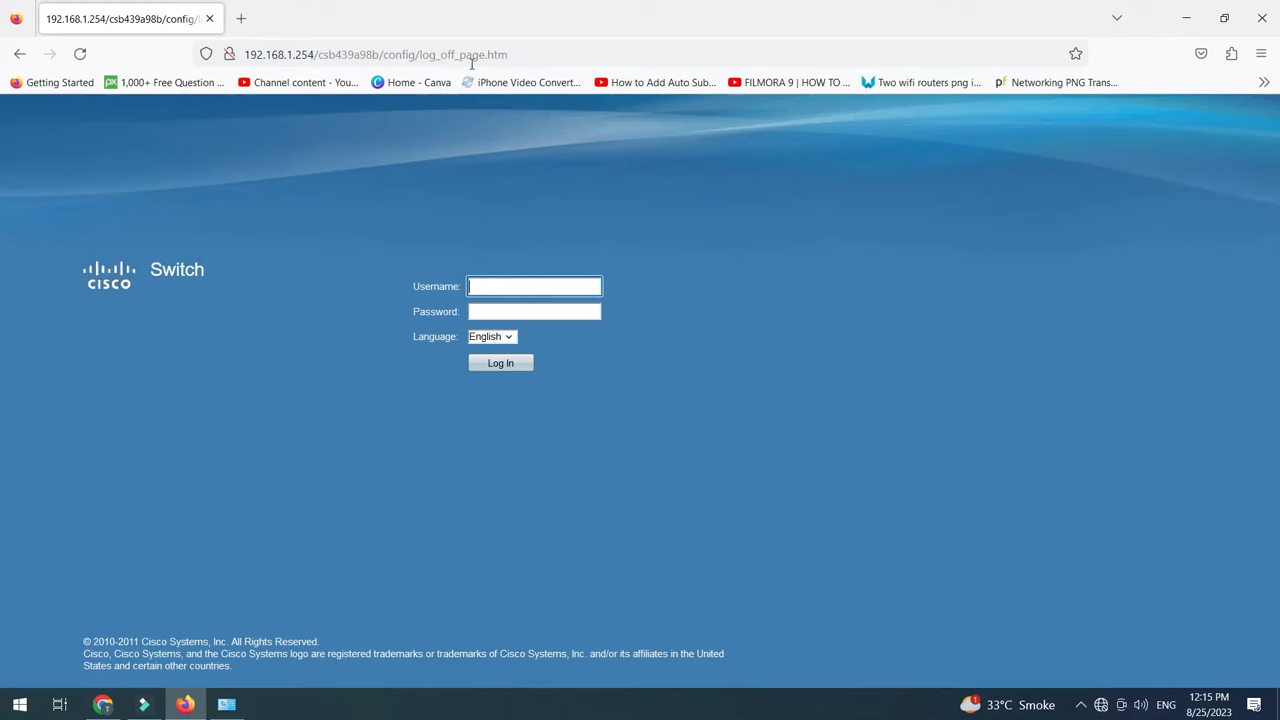 192.168.1.254/csb439a98b/config/l
192.168.1.254/csb439a98b/config/log_off_page.htm
Getting Started
1,000+ Free Question ...
Channel content - You...
Home - Canva
iPhone Video Convert...
How to Add Auto Sub...
FILMORA 9 | HOW TO ...
Two wifi routers png i...
Networking PNG Trans...
CISCO
Switch
Username:
Password:
Language:
English
Log In
© 2010-2011 Cisco Systems, Inc. All Rights Reserved.
Cisco, Cisco Systems, and the Cisco Systems logo are registered trademarks or trademarks of Cisco Systems, Inc. and/or its affiliates in the United
States and certain other countries.
1
33°C Smoke
ENG
12:15 PM
8/25/2023